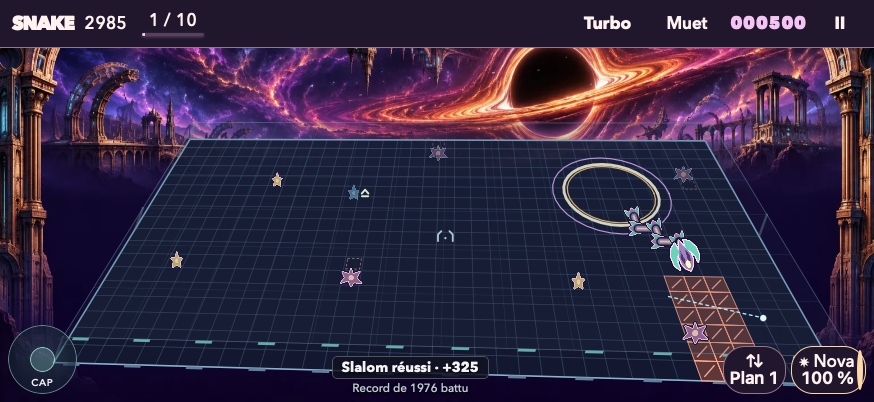 SNAKE 2985
1 / 10
Turbo
Muet
000500
CAP
Slalom réussi · +325
Record de 1976 battu
Plan 1
Nova
100 %